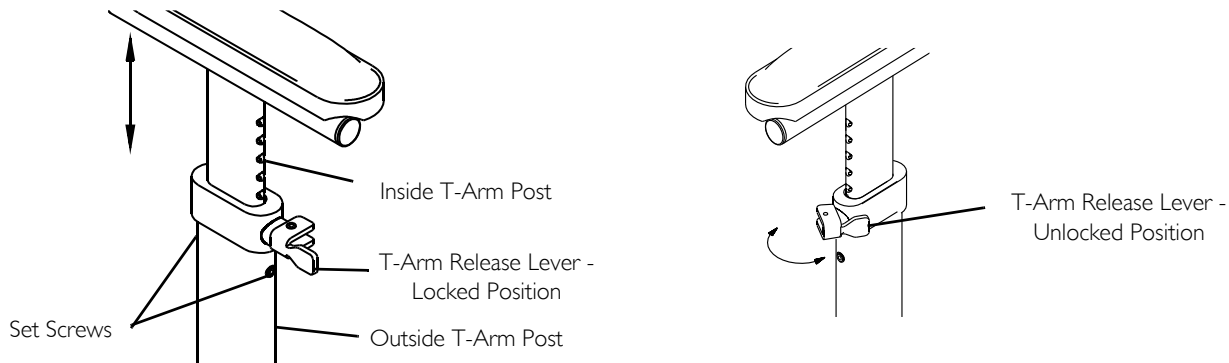 Inside T-Arm Post
T-Arm Release Lever -
Locked Position
Set Screws
Outside T-Arm Post
T-Arm Release Lever -
Unlocked Position